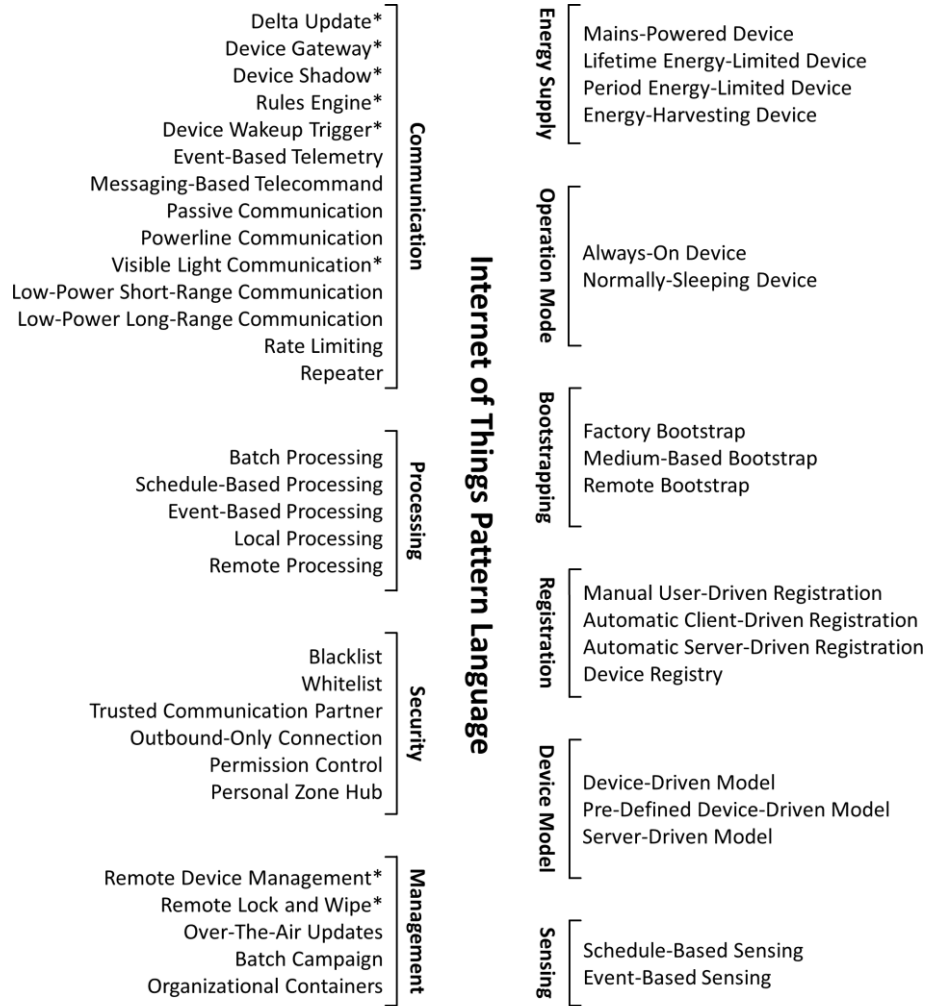 Delta Update*
Device Gateway*
Device Shadow*
Rules Engine*
Device Wakeup Trigger*
Event-Based Telemetry
Messaging-Based Telecommand
Passive Communication
Powerline Communication
Visible Light Communication*
Low-Power Short-Range Communication
Low-Power Long-Range Communication
Rate Limiting
Repeater
Communication
Batch Processing
Schedule-Based Processing
Event-Based Processing
Local Processing
Remote Processing
Processing
Blacklist
Whitelist
Trusted Communication Partner
Outbound-Only Connection
Permission Control
Personal Zone Hub
Security
Remote Device Management*
Remote Lock and Wipe*
Over-The-Air Updates
Batch Campaign
Organizational Containers
Management
Internet of Things Pattern Language
Energy Supply
Mains-Powered Device
Lifetime Energy-Limited Device
Period Energy-Limited Device
Energy-Harvesting Device
Operation Mode
Always-On Device
Normally-Sleeping Device
Bootstrapping
Factory Bootstrap
Medium-Based Bootstrap
Remote Bootstrap
Registration
Manual User-Driven Registration
Automatic Client-Driven Registration
Automatic Server-Driven Registration
Device Registry
Device Model
Device-Driven Model
Pre-Defined Device-Driven Model
Server-Driven Model
Sensing
Schedule-Based Sensing
Event-Based Sensing